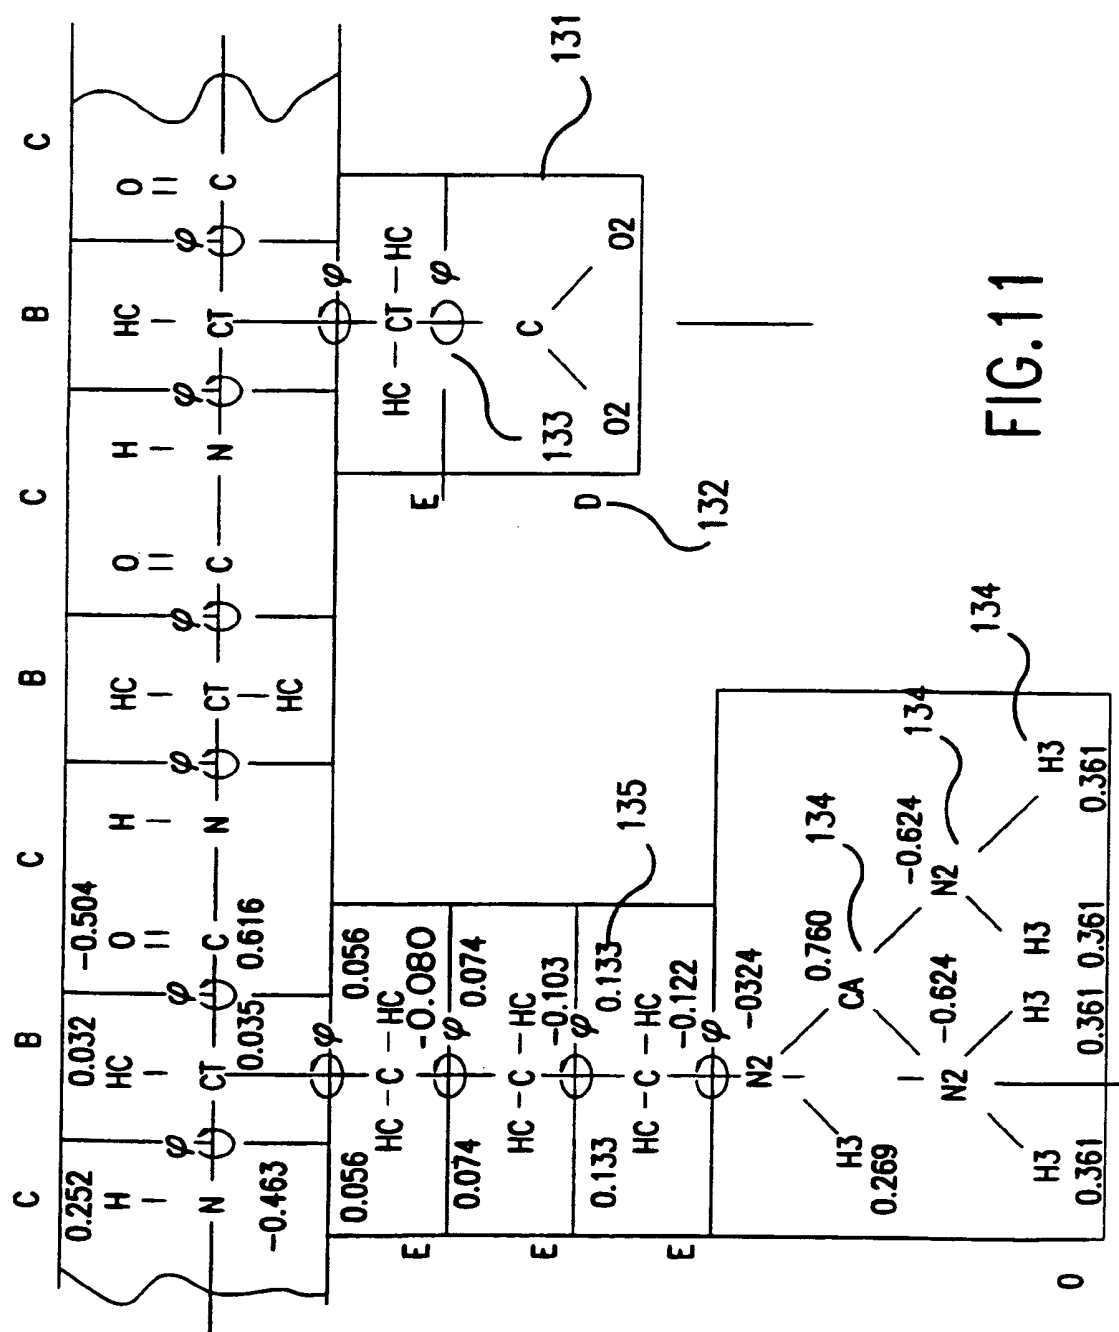 C B C B C B C
0.252 0.032 -0.504
H HC O H HC O H HC O
φ φ φ φ φ φ
N CT C N CT C N CT C
-0.463 0.035 0.616
HC
φ φ
0.056 0.056
HC - C - HC
-0.080
E φ
0.074 0.074
HC - C - HC
-0.103
E φ
0.133 0.133
HC - C - HC
-0.122
E φ
135
HC - CT - HC
E φ
133
C
O2 O2
D
131
132
-0324
N2
H3
0.269
0.760
CA
134
-0.624
N2
134
-0.624
N2
H3 H3 H3 H3
134
0.361 0.361 0.361 0.361
O
FIG.11